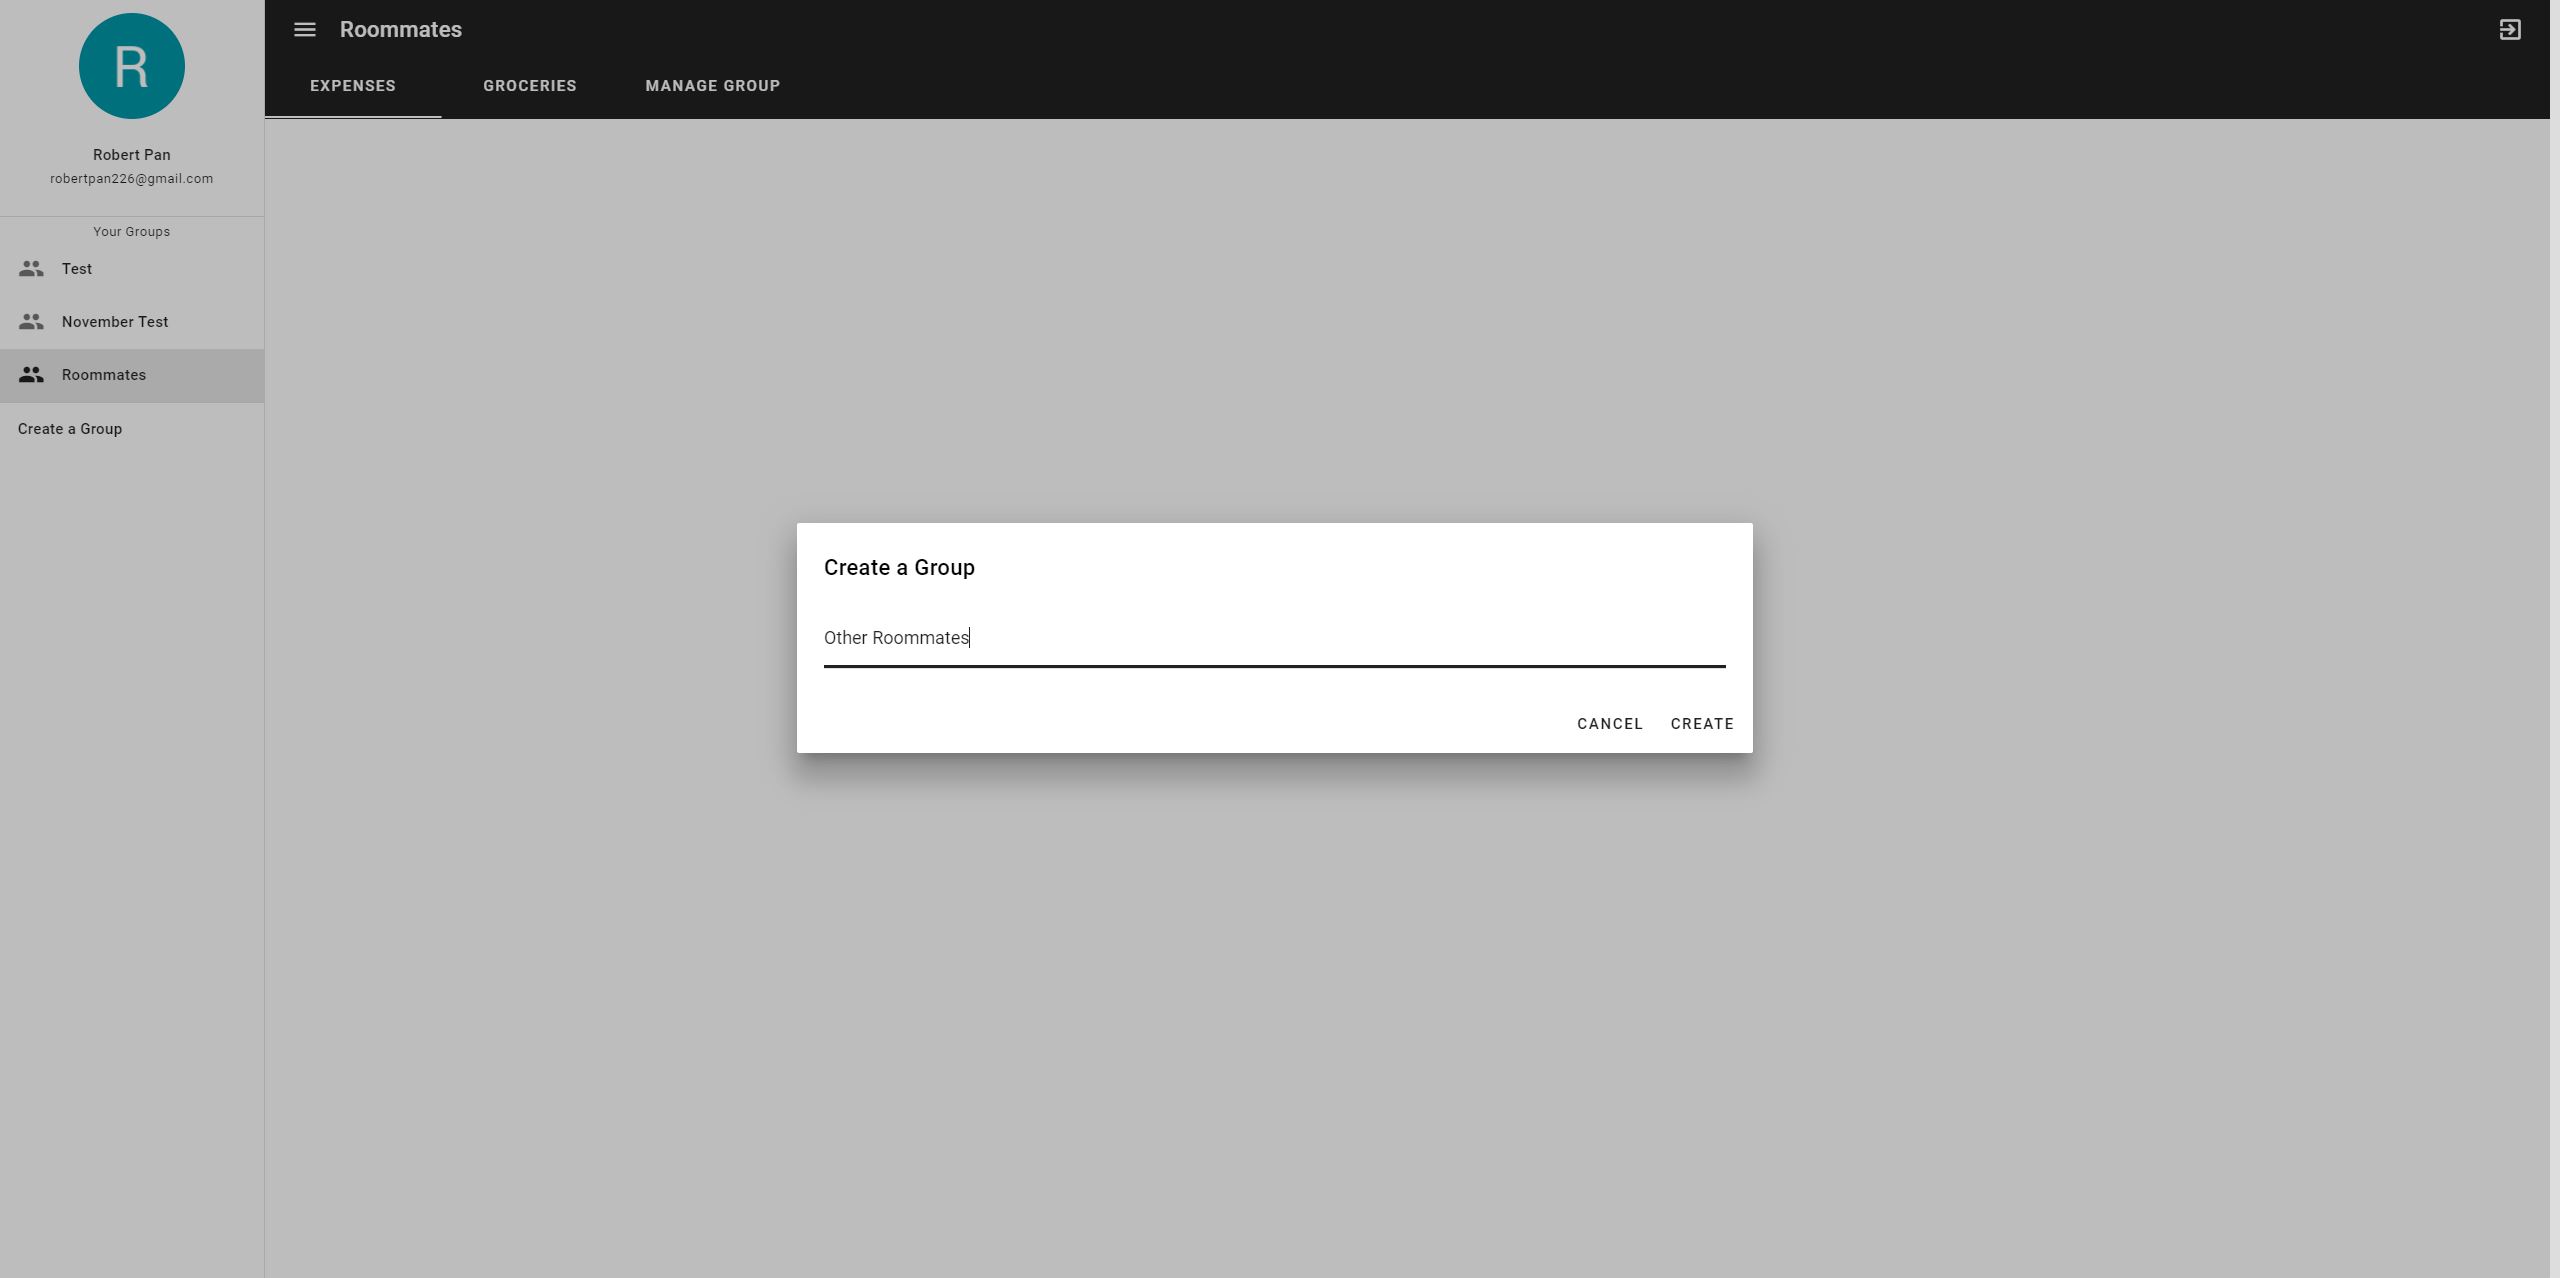 R
Robert Pan
robertpan226@gmail.com
Your Groups
Test
November Test
Roommates
Create a Group
Roommates
EXPENSES GROCERIES MANAGE GROUP
Create a Group
Other Roommates
CANCEL CREATE